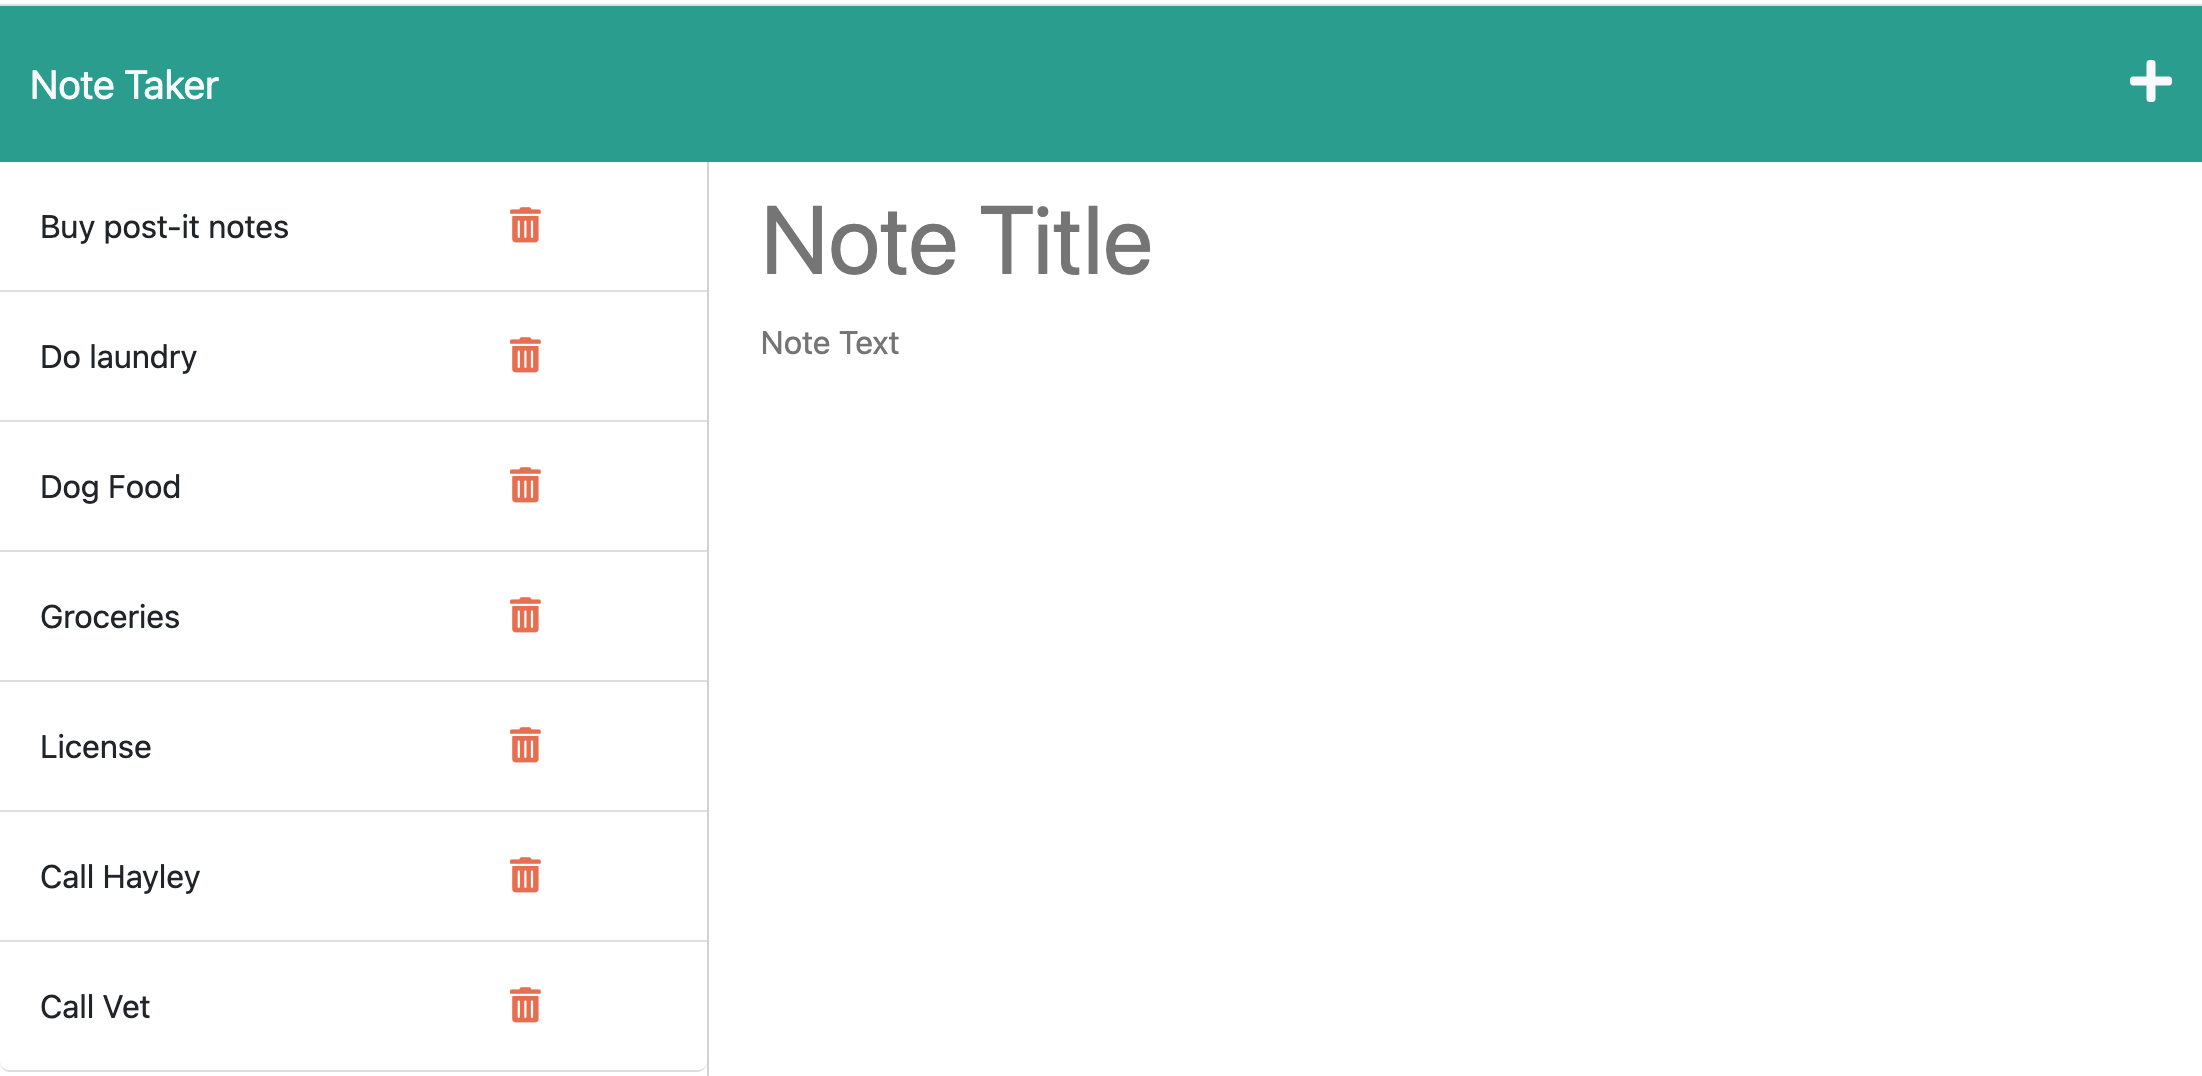 Note Taker
Buy post-it notes
Do laundry
Dog Food
Groceries
License
Call Hayley
Call Vet
Note Title
Note Text